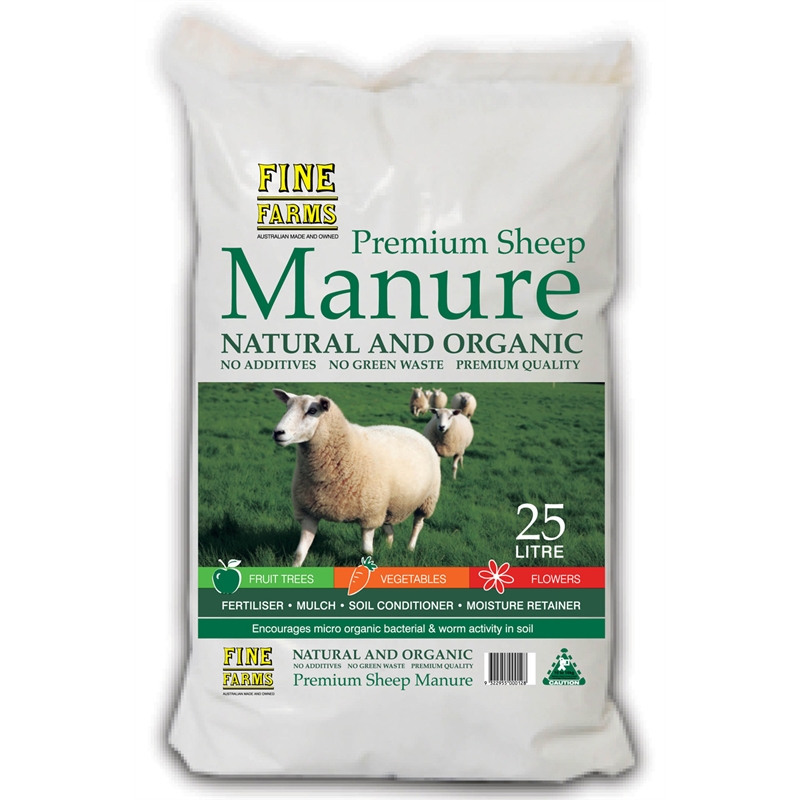 FINE
FARMS
AUSTRALIAN MADE AND OWNED
Premium Sheep
Manure
NATURAL AND ORGANIC
NO ADDITIVES NO GREEN WASTE PREMIUM QUALITY
25
LITRE
FRUIT TREES VEGETABLES FLOWERS
FERTILISER • MULCH • SOIL CONDITIONER • MOISTURE RETAINER
Encourages micro organic bacterial & worm activity in soil
FINE
FARMS
AUSTRALIAN MADE AND OWNED
NATURAL AND ORGANIC
NO ADDITIVES NO GREEN WASTE PREMIUM QUALITY
Premium Sheep Manure
9 322955 000128
CAUTION